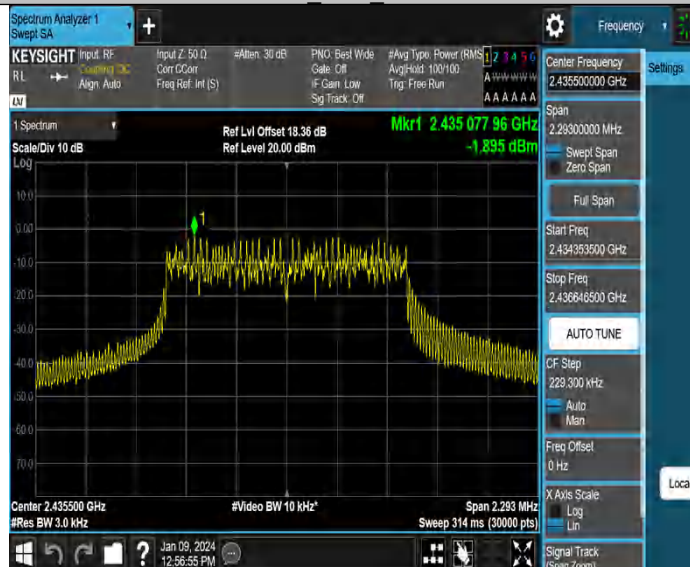 Spectrum Analyzer 1
Swept SA
+
Frequency
KEYSIGHT
RL
Input: RF
Coupling: DC
Align: Auto
Input Z: 50 Ω
Corr CCorr
Freq Ref: Int (S)
#Atten: 30 dB
PNO: Best Wide
Gate: Off
IF Gain: Low
Sig Track: Off
#Avg Type: Power (RMS
Avg|Hold: 100/100
Trig: Free Run
1 2 3 4 5 6
A W W W W W
A A A A A A
LXI
1 Spectrum
Scale/Div 10 dB
Log
Ref Lvl Offset 18.36 dB
Ref Level 20.00 dBm
Mkr1 2.435 077 96 GHz
-1.895 dBm
1
10.0
0.00
-10.0
-20.0
-30.0
-40.0
-50.0
-60.0
-70.0
Center 2.435500 GHz
#Res BW 3.0 kHz
#Video BW 10 kHz*
Span 2.293 MHz
Sweep 314 ms (30000 pts)
Jan 09, 2024
12:56:55 PM
?
Center Frequency
2.435500000 GHz
Span
2.29300000 MHz
Swept Span
Zero Span
Full Span
Start Freq
2.434353500 GHz
Stop Freq
2.436646500 GHz
AUTO TUNE
CF Step
229.300 kHz
Auto
Man
Freq Offset
0 Hz
X Axis Scale
Log
Lin
Signal Track
(Span Zoom)
Settings
Loca